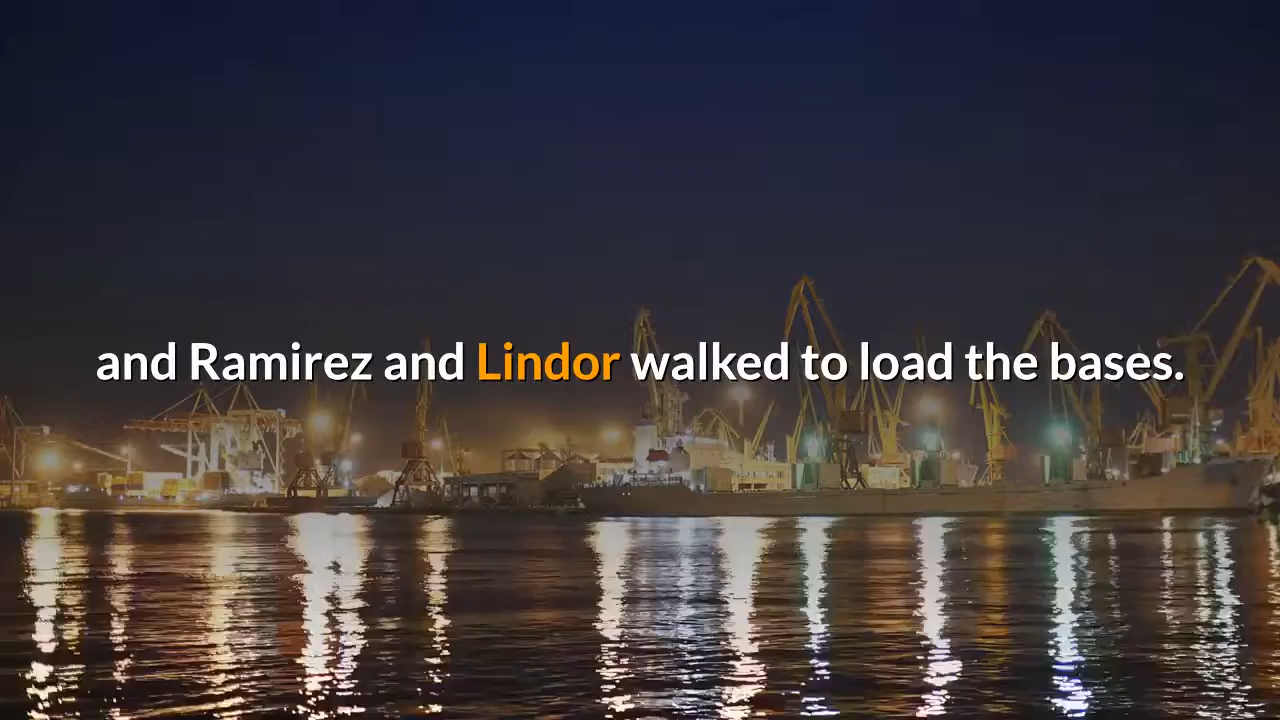 and Ramirez and Lindor walked to load the bases.